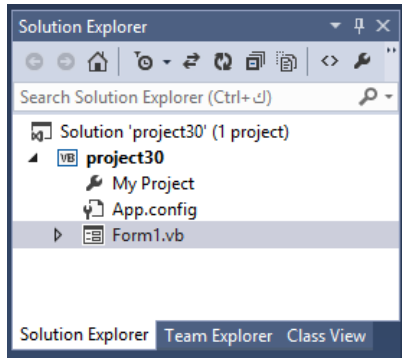 Solution Explorer
Search Solution Explorer (Ctrl+ك)
Solution 'project30' (1 project)
VB project30
My Project
App.config
Form1.vb
Solution Explorer Team Explorer Class View